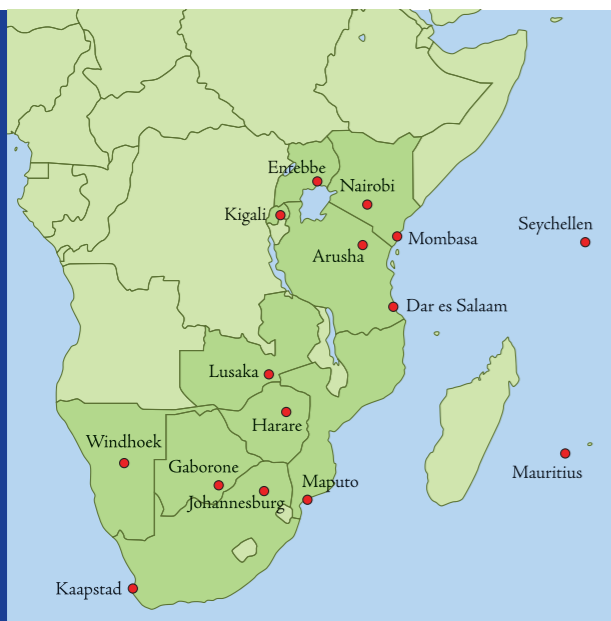 Entebbe
Nairobi
Kigali
Seychellen
Mombasa
Arusha
Dar es Salaam
Lusaka
Harare
Windhoek
Gaborone
Johannesburg
Maputo
Mauritius
Kaapstad